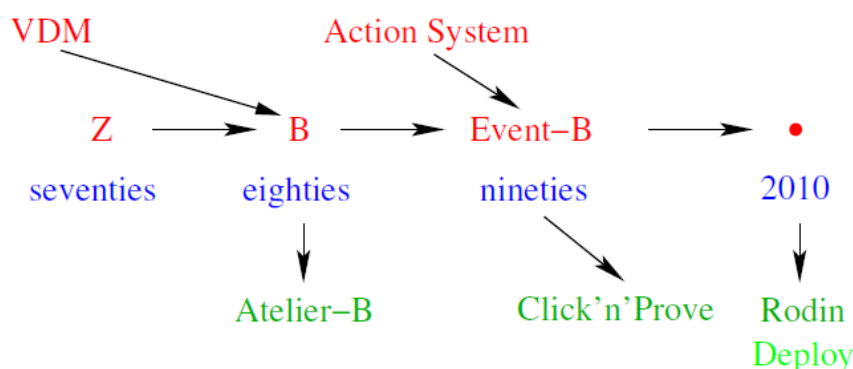 VDM
Action System
Z
B
Event–B
seventies
eighties
nineties
2010
Atelier–B
Click'n'Prove
Rodin
Deploy